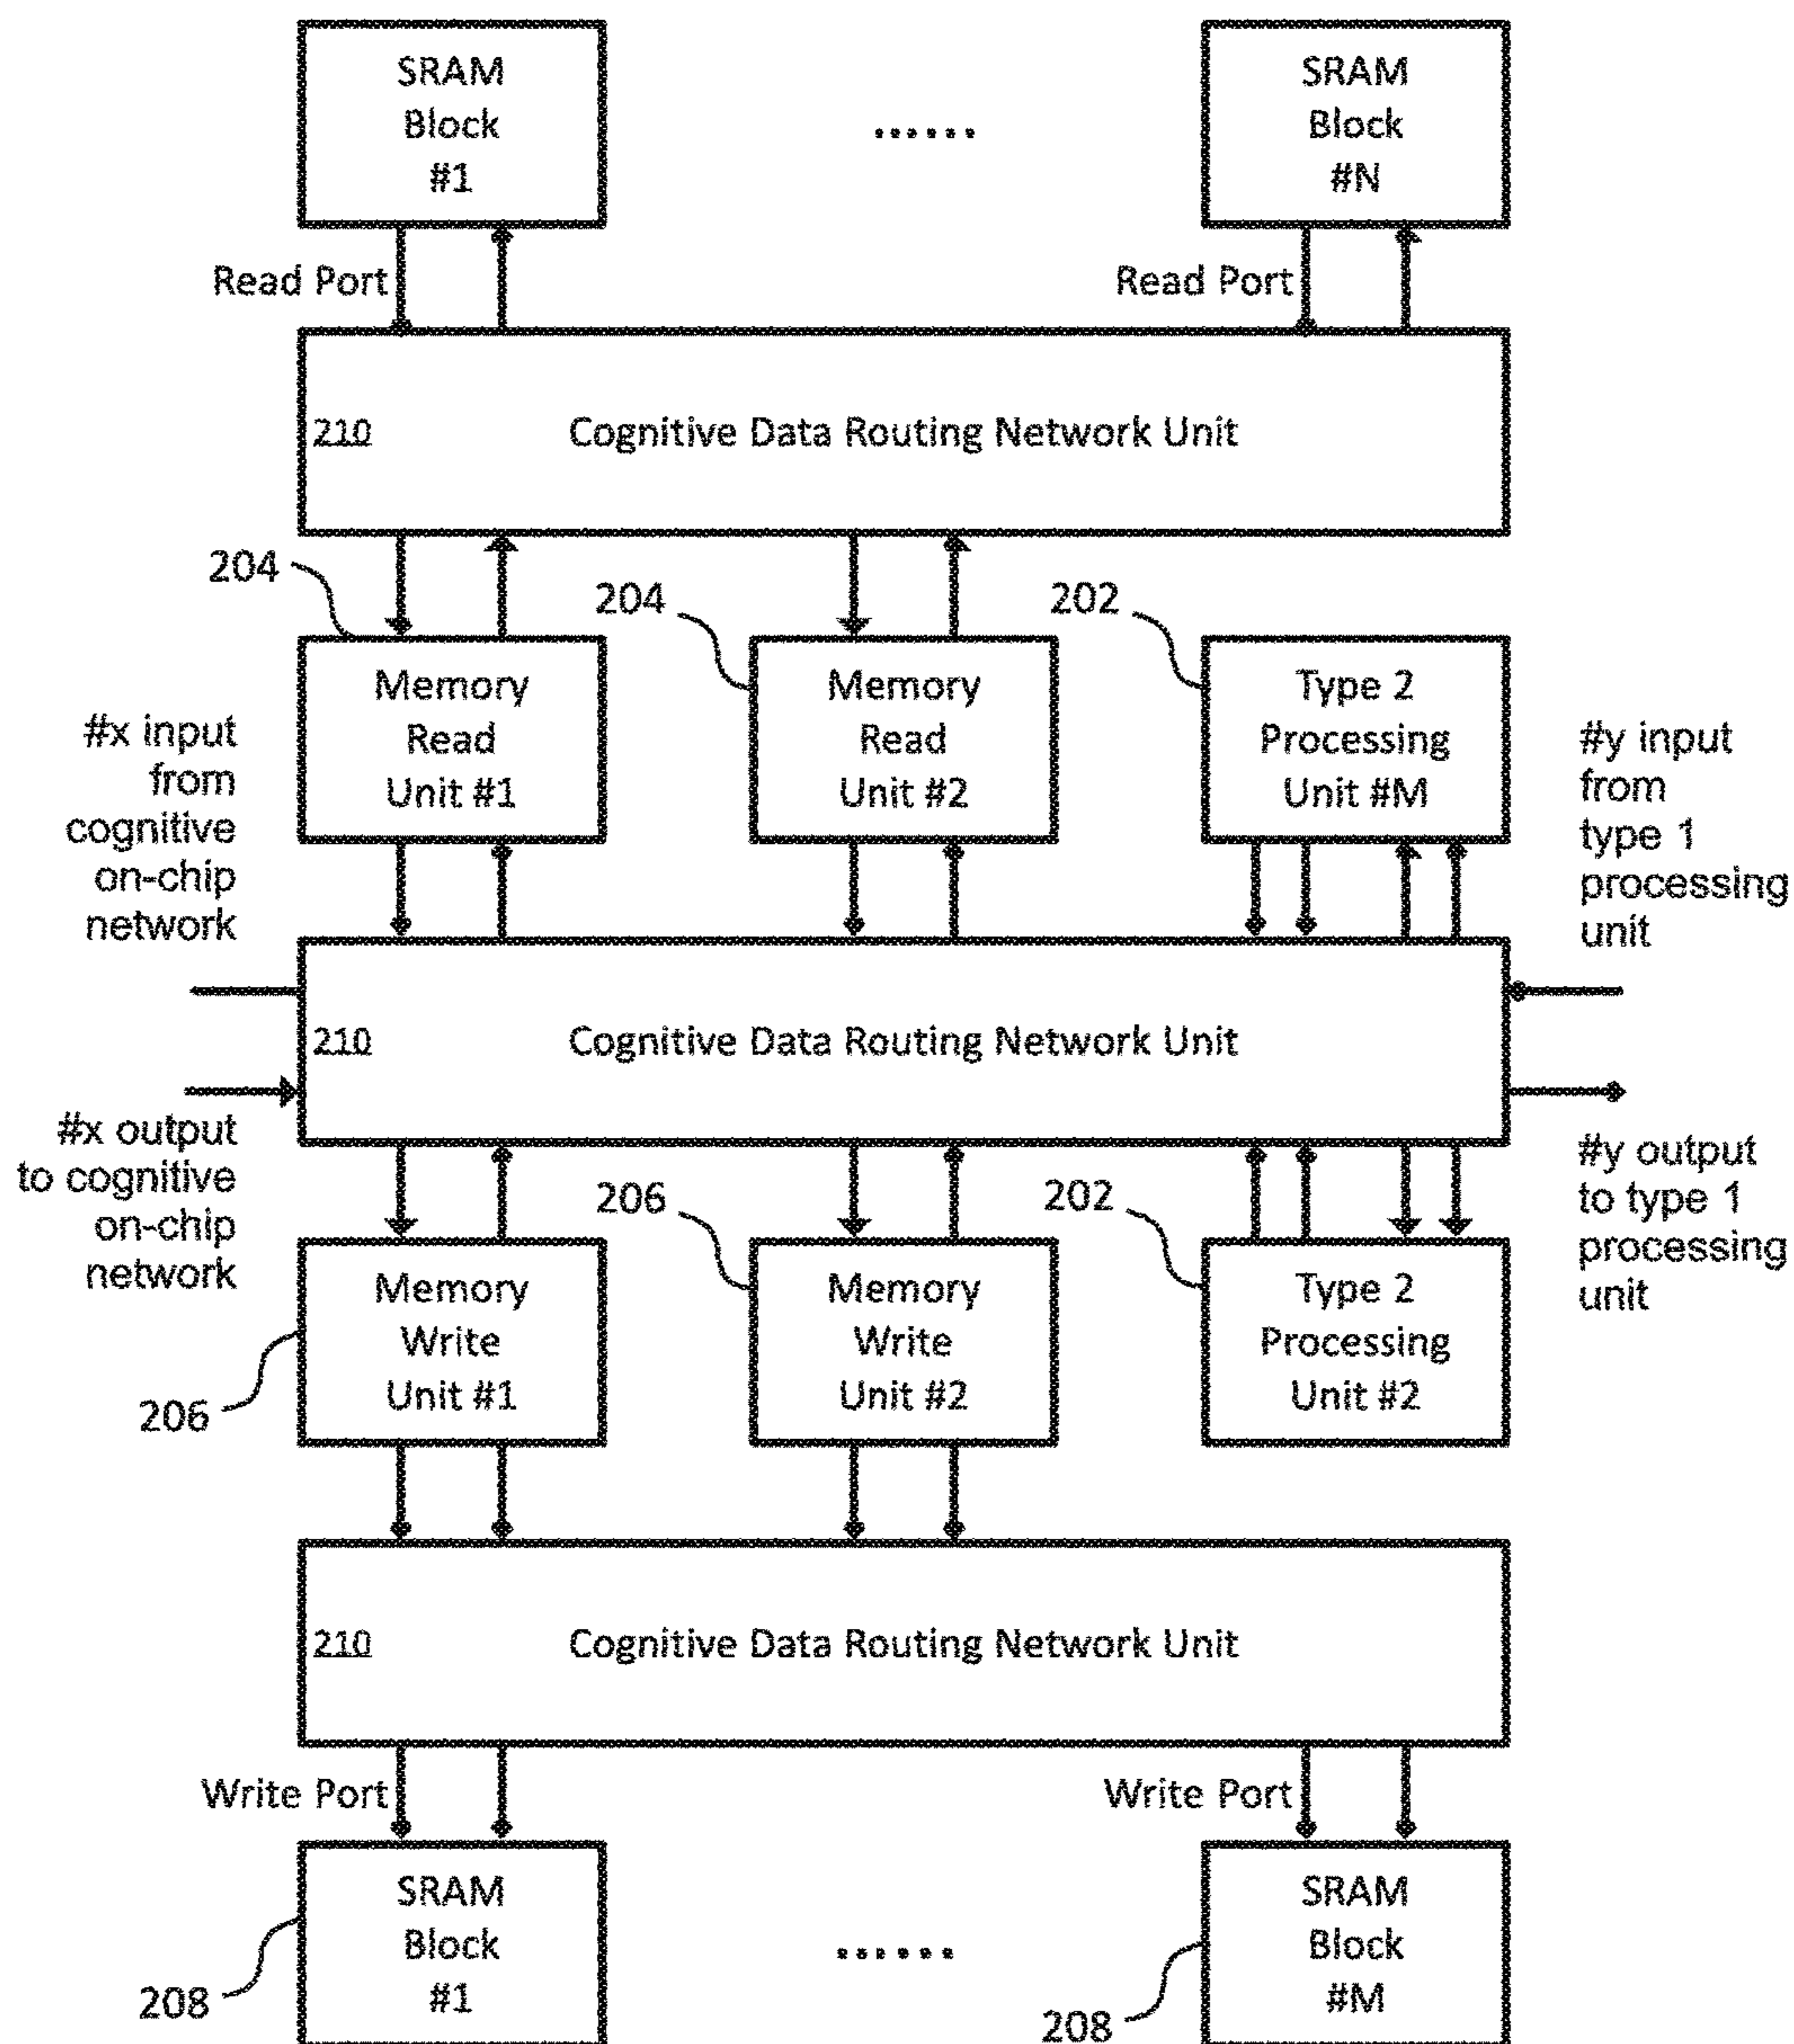 SRAM
Block
#1
......
SRAM
Block
#N
Read Port
Read Port
210
Cognitive Data Routing Network Unit
204
204
202
Memory
Read
Unit #1
Memory
Read
Unit #2
Type 2
Processing
Unit #M
#x input
from
cognitive
on-chip
network
#y input
from
type 1
processing
unit
210
Cognitive Data Routing Network Unit
#x output
to cognitive
on-chip
network
#y output
to type 1
processing
unit
206
206
202
Memory
Write
Unit #1
Memory
Write
Unit #2
Type 2
Processing
Unit #2
210
Cognitive Data Routing Network Unit
Write Port
Write Port
SRAM
Block
#1
......
SRAM
Block
#M
208
208